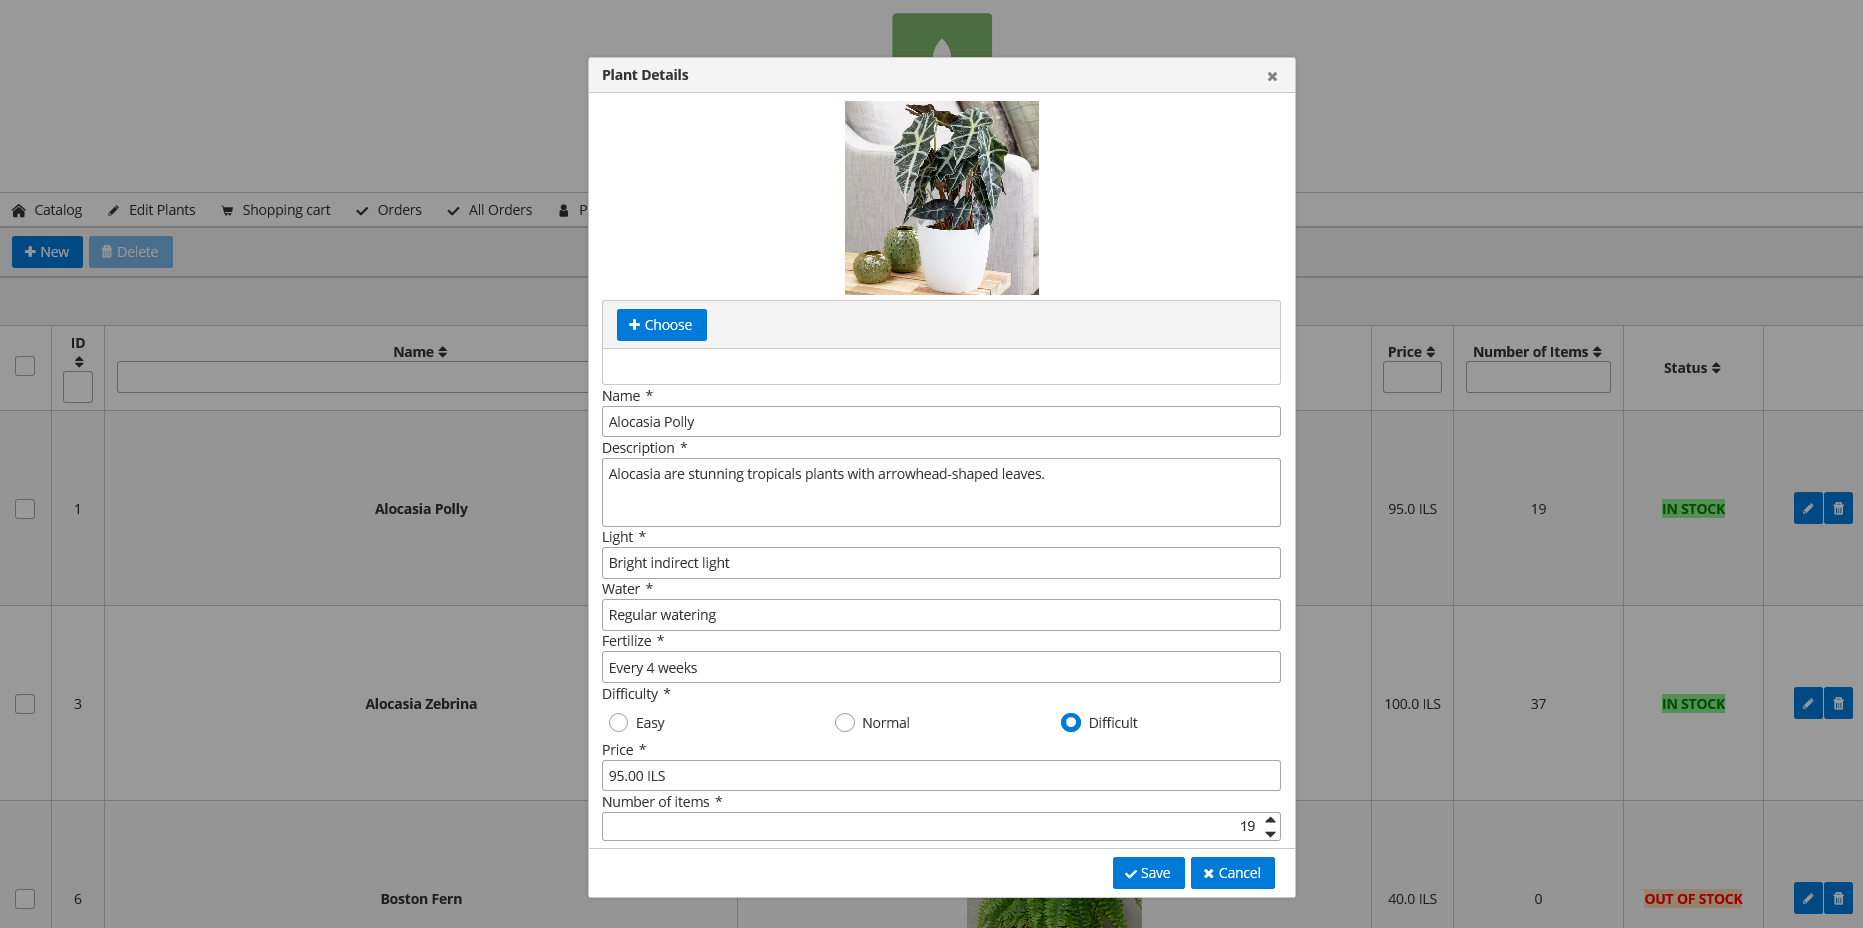 Plant Details
Catalog Edit Plants Shopping cart Orders All Orders P
New Delete
Choose
ID
Name
Price
Number of Items
Status
Name *
Alocasia Polly
Description *
Alocasia are stunning tropicals plants with arrowhead-shaped leaves.
Light *
Bright indirect light
Water *
Regular watering
Fertilize *
Every 4 weeks
Difficulty *
Easy Normal Difficult
Price *
95.00 ILS
Number of items *
19
Save Cancel
1 Alocasia Polly 95.0 ILS 19 IN STOCK
3 Alocasia Zebrina 100.0 ILS 37 IN STOCK
6 Boston Fern 40.0 ILS 0 OUT OF STOCK